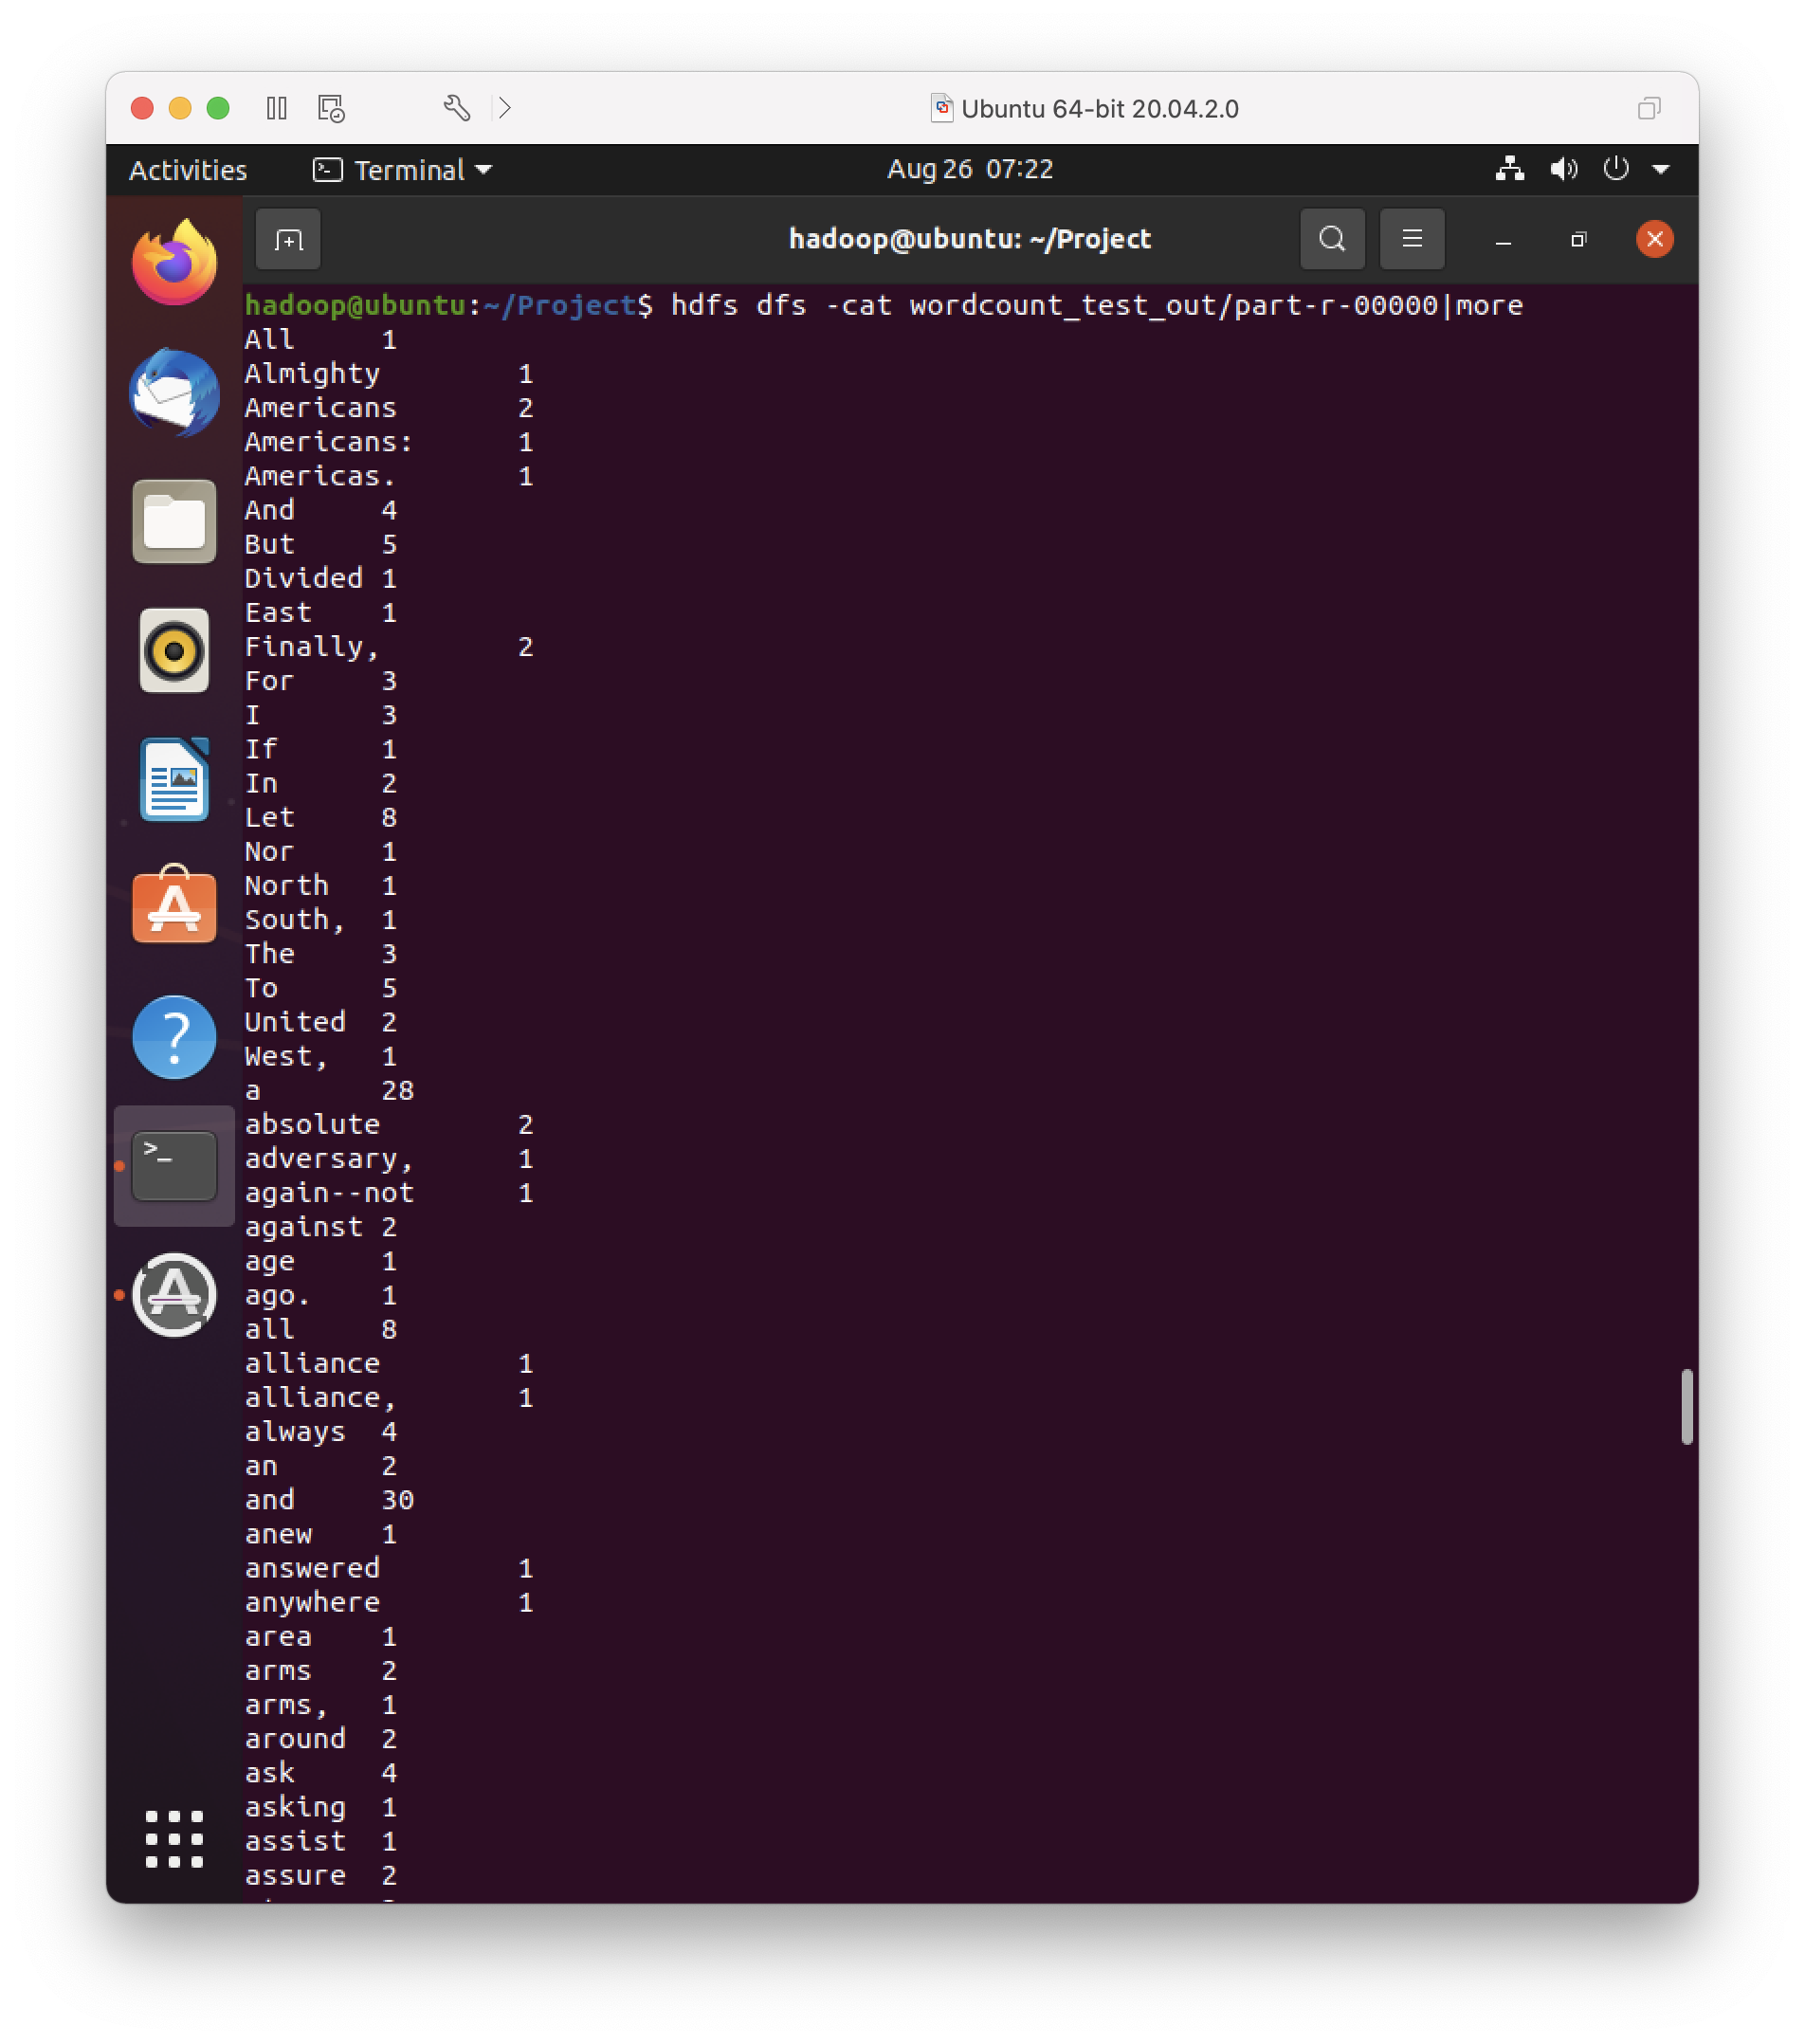 Ubuntu 64-bit 20.04.2.0
Activities Terminal Aug 26 07:22
hadoop@ubuntu: ~/Project
hadoop@ubuntu:~/Project$ hdfs dfs -cat wordcount_test_out/part-r-00000|more
All 1
Almighty 1
Americans 2
Americans: 1
Americas. 1
And 4
But 5
Divided 1
East 1
Finally, 2
For 3
I 3
If 1
In 2
Let 8
Nor 1
North 1
South, 1
The 3
To 5
United 2
West, 1
a 28
absolute 2
adversary, 1
again--not 1
against 2
age 1
ago. 1
all 8
alliance 1
alliance, 1
always 4
an 2
and 30
anew 1
answered 1
anywhere 1
area 1
arms 2
arms, 1
around 2
ask 4
asking 1
assist 1
assure 2